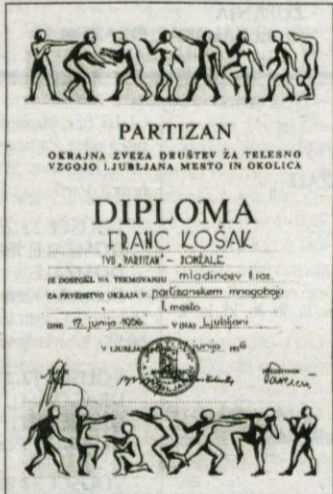 PARTIZAN
OKRAJNA ZVEZA DRUŠTEV ZA TELESNO
VZGOJO LJUBLJANA MESTO IN OKOLICA
DIPLOMA
FRANC KOŠAK
TVD „PARTIZAN“ - DOMŽALE
JE DOSEGEL NA TEKMOVANJU mladincev I. raz.
ZA PRVENSTVO OKRAJA V partizanskem mnogoboju
1. mesto
DNE 17. junija 1956 V (NA) Ljubljani
V LJUBLJANI 17. junija 1956